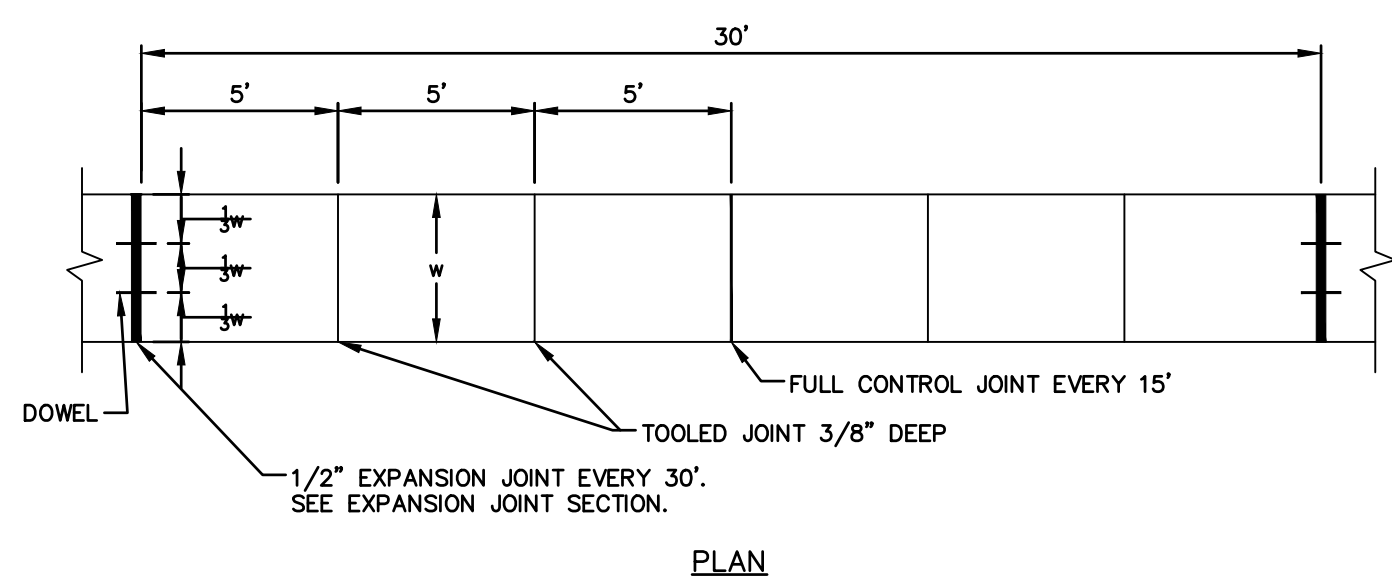 30'
5' 5' 5'
1/3W
1/3W
W
1/3W
FULL CONTROL JOINT EVERY 15'
DOWEL
TOOLED JOINT 3/8" DEEP
1/2" EXPANSION JOINT EVERY 30'.
SEE EXPANSION JOINT SECTION.
PLAN